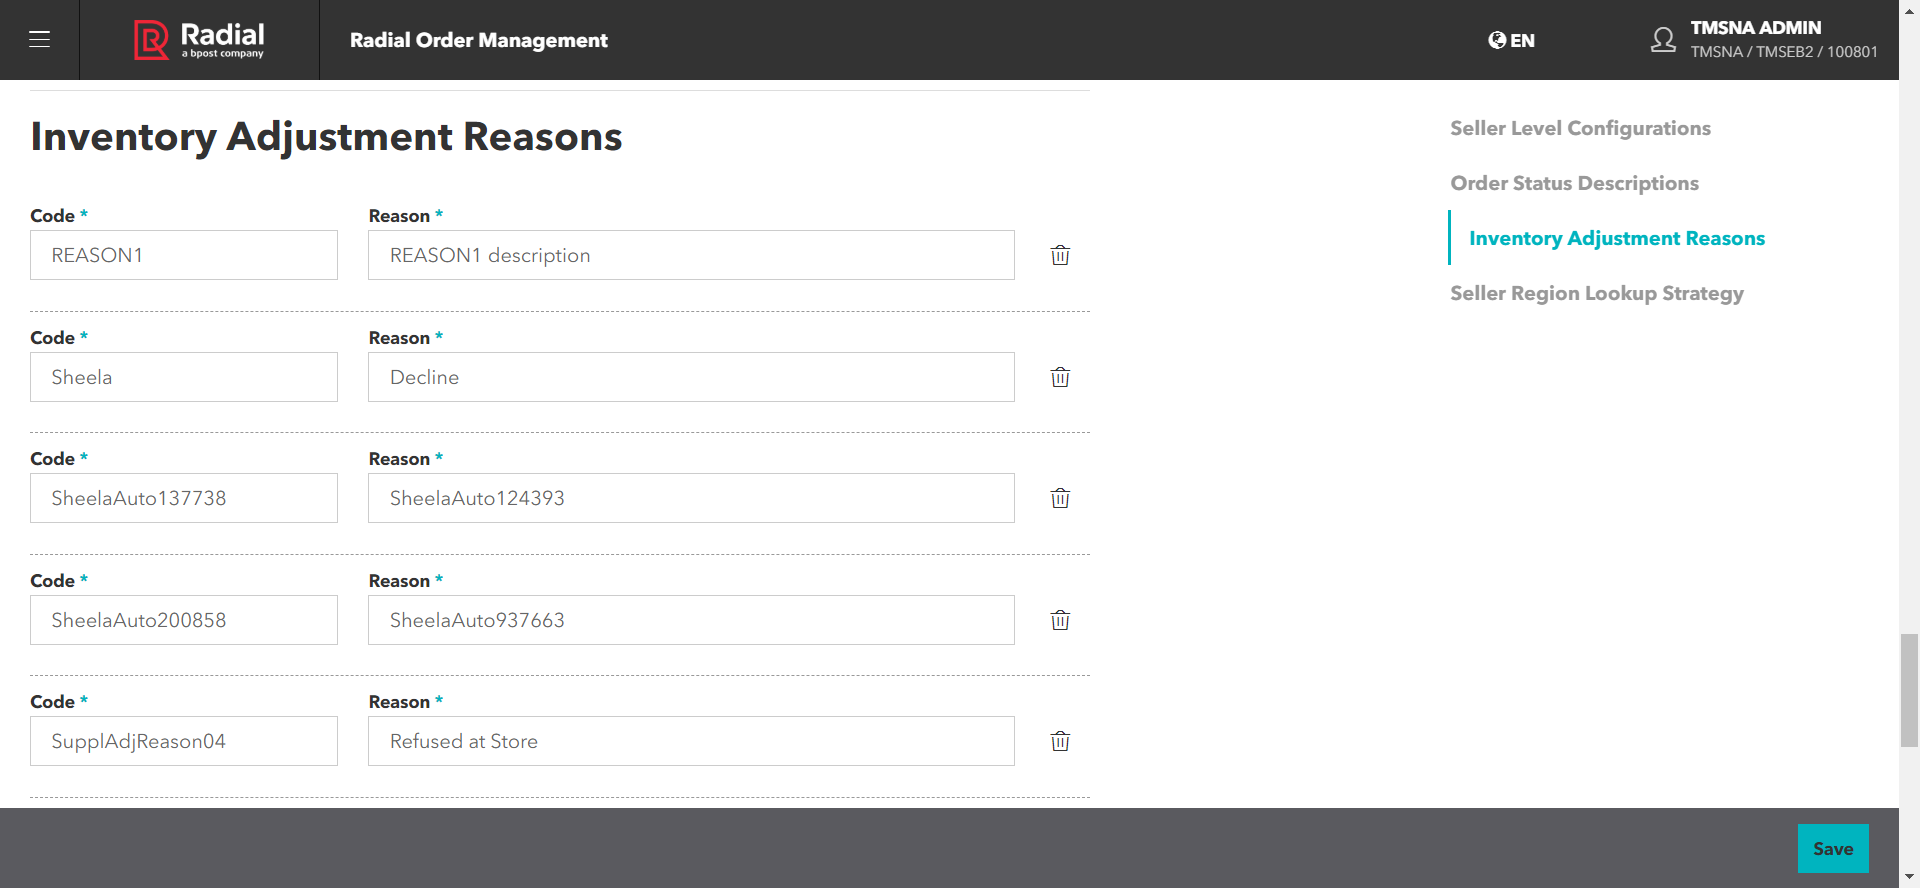 Radial
a bpost company
Radial Order Management
EN
TMSNA ADMIN
TMSNA / TMSEB2 / 100801
Inventory Adjustment Reasons
Code *
Reason *
REASON1
REASON1 description
Code *
Reason *
Sheela
Decline
Code *
Reason *
SheelaAuto137738
SheelaAuto124393
Code *
Reason *
SheelaAuto200858
SheelaAuto937663
Code *
Reason *
SupplAdjReason04
Refused at Store
Seller Level Configurations
Order Status Descriptions
Inventory Adjustment Reasons
Seller Region Lookup Strategy
Save